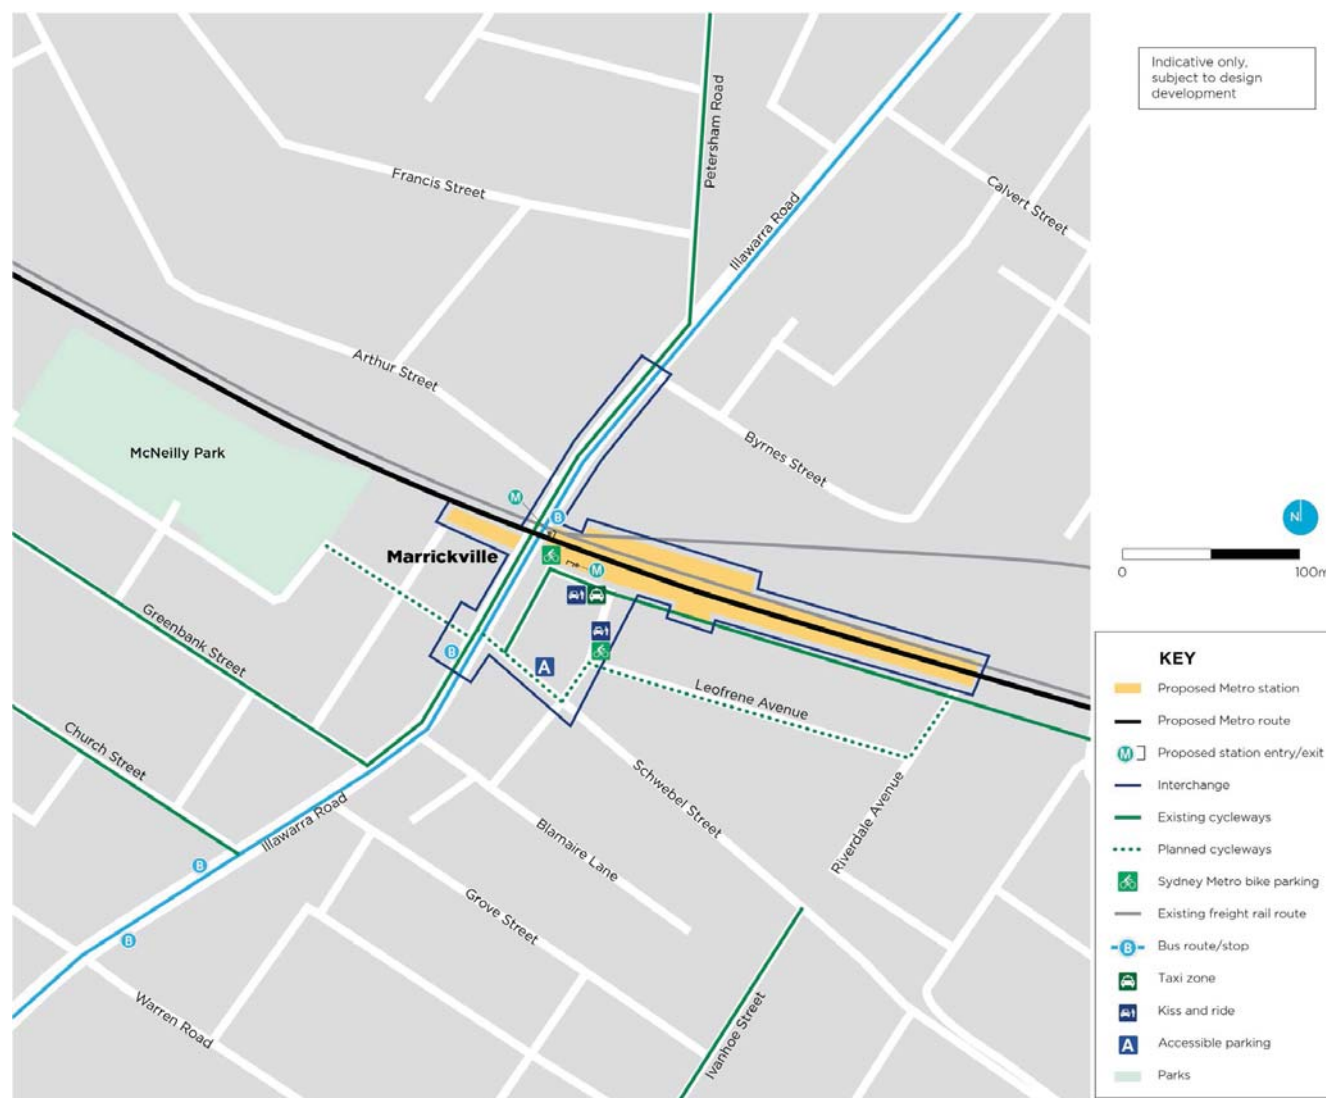 Indicative only,
subject to design
development
Petersham Road
Francis Street
Illawarra Road
Calvert Street
Arthur Street
Byrnes Street
McNeilly Park
M
B
N
Marrickville
M
0
100m
Greenbank Street
B
A
Leofrene Avenue
Church Street
Schwebel Street
Illawarra Road
Riverdale Avenue
Blamaire Lane
B
Grove Street
B
Warren Road
Ivanhoe Street
KEY
Proposed Metro station
Proposed Metro route
M Proposed station entry/exit
Interchange
Existing cycleways
Planned cycleways
Sydney Metro bike parking
Existing freight rail route
B Bus route/stop
Taxi zone
Kiss and ride
A Accessible parking
Parks